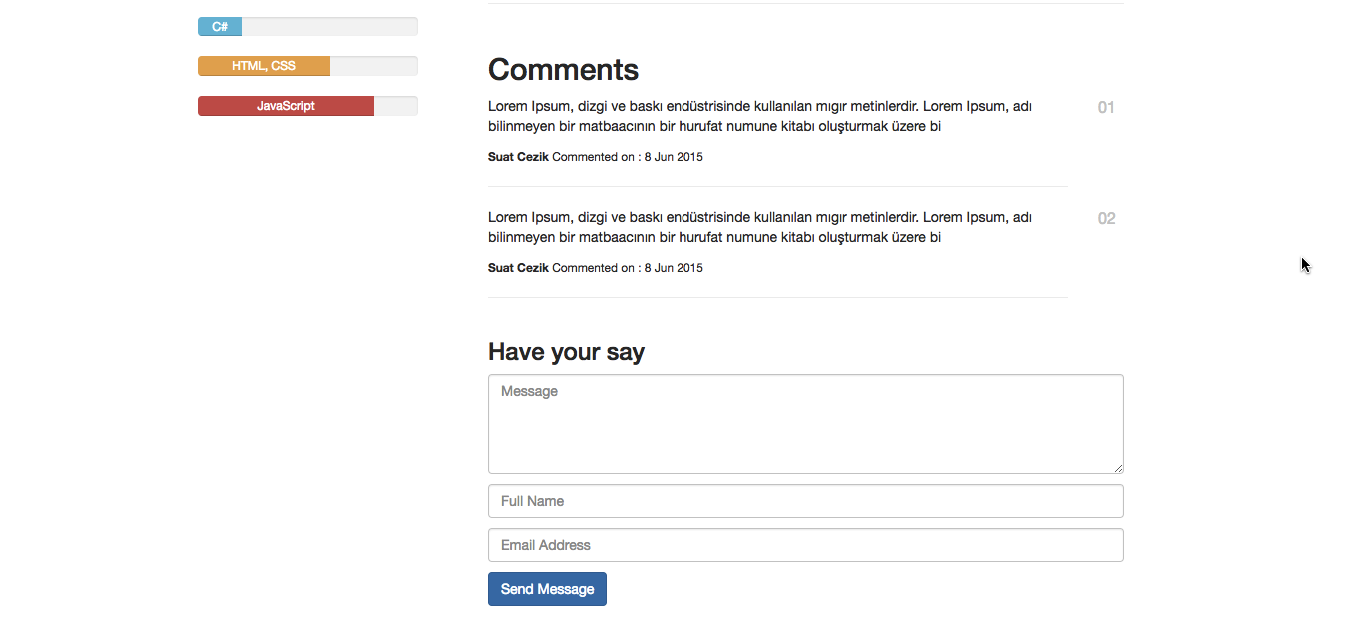 C#
HTML, CSS
JavaScript
Comments
Lorem Ipsum, dizgi ve baskı endüstrisinde kullanılan mıgır metinlerdir. Lorem Ipsum, adı
bilinmeyen bir matbaacının bir hurufat numune kitabı oluşturmak üzere bi
01
Suat Cezik Commented on : 8 Jun 2015
Lorem Ipsum, dizgi ve baskı endüstrisinde kullanılan mıgır metinlerdir. Lorem Ipsum, adı
bilinmeyen bir matbaacının bir hurufat numune kitabı oluşturmak üzere bi
02
Suat Cezik Commented on : 8 Jun 2015
Have your say
Message
Full Name
Email Address
Send Message